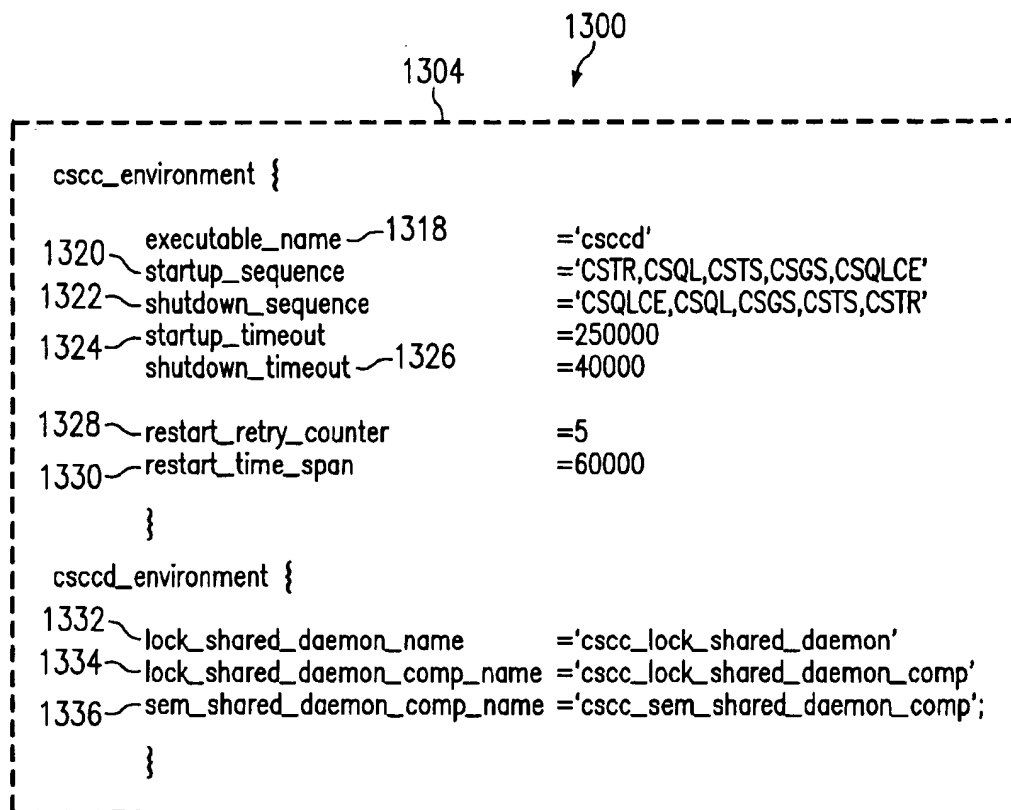 1300
1304
cscc_environment {
executable_name 1318 ='csccd'
1320 startup_sequence ='CSTR,CSQL,CSTS,CSGS,CSQLCE'
1322 shutdown_sequence ='CSQLCE,CSQL,CSGS,CSTS,CSTR'
1324 startup_timeout =250000
shutdown_timeout 1326 =40000
1328 restart_retry_counter =5
1330 restart_time_span =60000
}
csccd_environment {
1332 lock_shared_daemon_name ='cscc_lock_shared_daemon'
1334 lock_shared_daemon_comp_name ='cscc_lock_shared_daemon_comp'
1336 sem_shared_daemon_comp_name ='cscc_sem_shared_daemon_comp';
}